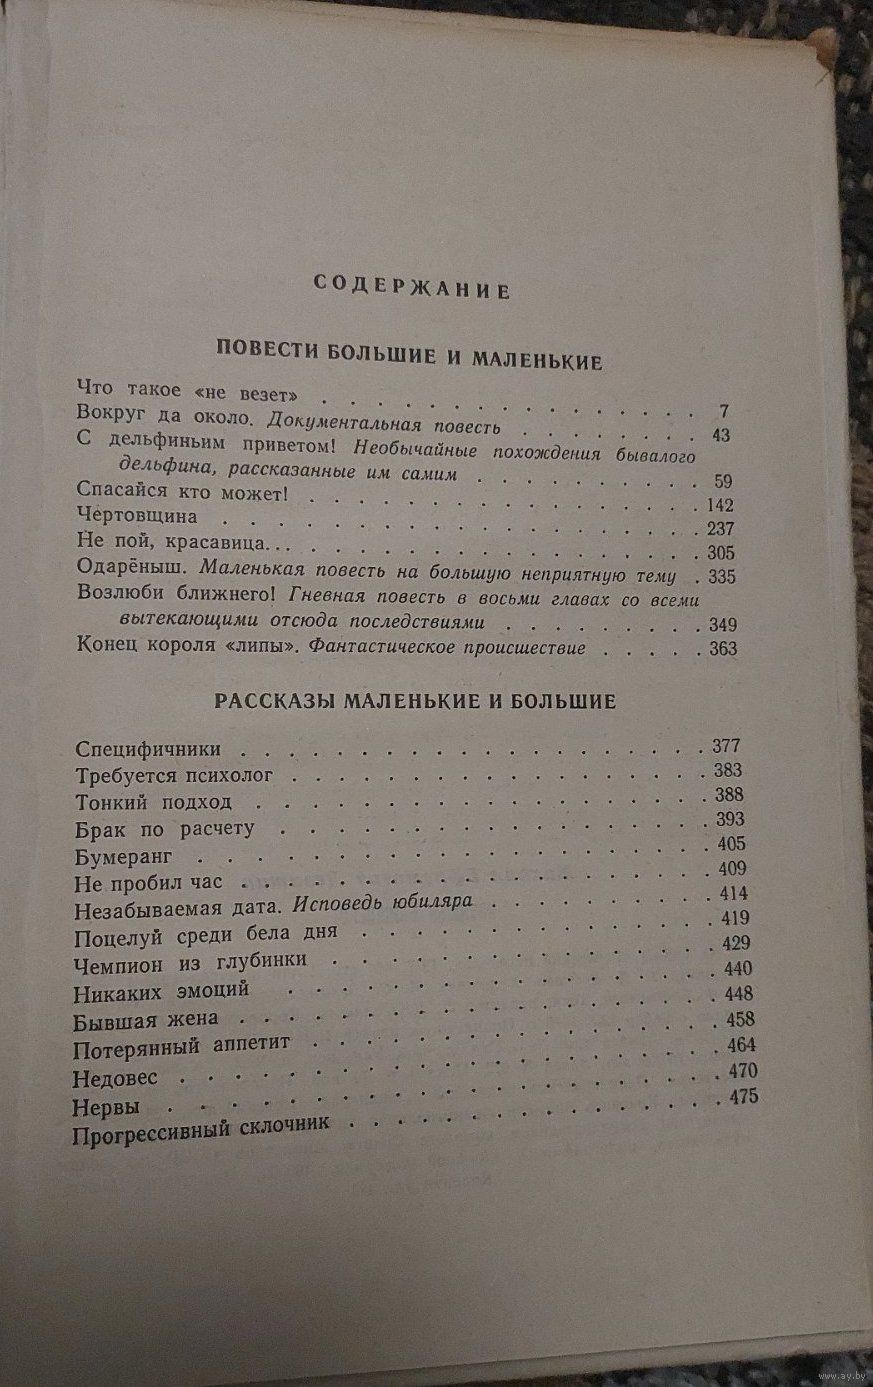 СОДЕРЖАНИЕ
ПОВЕСТИ БОЛЬШИЕ И МАЛЕНЬКИЕ
Что такое «не везет» . . . . . . . . . . . . . . 7
Вокруг да около. Документальная повесть . . . . . . . 43
С дельфиньим приветом! Необычайные похождения бывалого
дельфина, рассказанные им самим . . . . . . . . . 59
Спасайся кто может! . . . . . . . . . . . . . . 142
Чертовщина . . . . . . . . . . . . . . . . . 237
Не пой, красавица... . . . . . . . . . . . . . . 305
Одарёныш. Маленькая повесть на большую неприятную тему . 335
Возлюби ближнего! Гневная повесть в восьми главах со всеми
вытекающими отсюда последствиями . . . . . . . . . 349
Конец короля «липы». Фантастическое происшествие . . . . . 363
РАССКАЗЫ МАЛЕНЬКИЕ И БОЛЬШИЕ
Специфичники . . . . . . . . . . . . . . . . . . . 377
Требуется психолог . . . . . . . . . . . . . . . . 383
Тонкий подход . . . . . . . . . . . . . . . . . 388
Брак по расчету . . . . . . . . . . . . . . . . 393
Бумеранг . . . . . . . . . . . . . . . . . . 405
Не пробил час . . . . . . . . . . . . . . . . . 409
Незабываемая дата. Исповедь юбиляра . . . . . . . . 414
Поцелуй среди бела дня . . . . . . . . . . . . . 419
Чемпион из глубинки . . . . . . . . . . . . . . 429
Никаких эмоций . . . . . . . . . . . . . . . 440
Бывшая жена . . . . . . . . . . . . . . . . . 448
Потерянный аппетит . . . . . . . . . . . . . . 458
Недовес . . . . . . . . . . . . . . . . . . . 464
Нервы . . . . . . . . . . . . . . . . . . . 470
Прогрессивный склочник . . . . . . . . . . . . . 475
www.ay.by